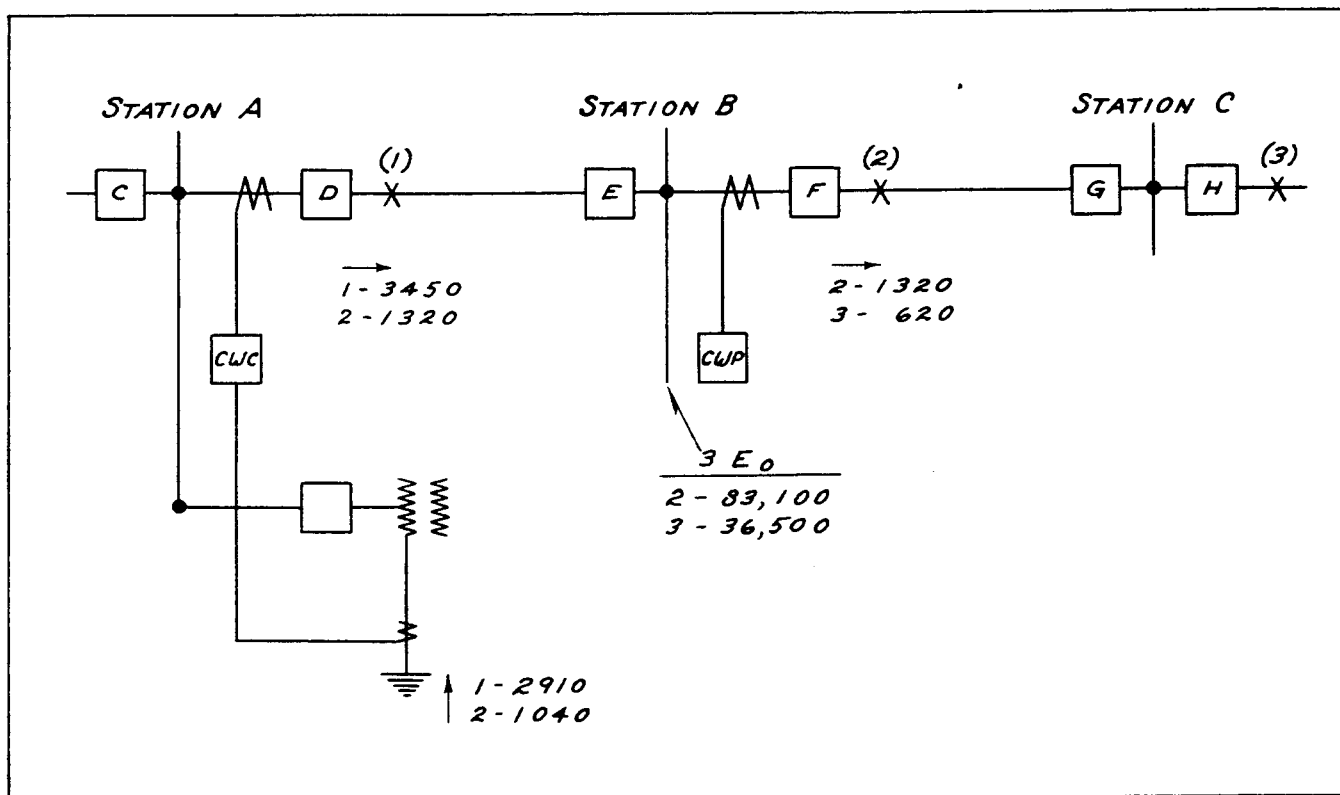 STATION A
STATION B
STATION C
(1)
(2)
(3)
C
D
E
F
G
H
1-3450
2-1320
2-1320
3- 620
CWC
CWP
3 E0
2-83,100
3-36,500
1-2910
2-1040